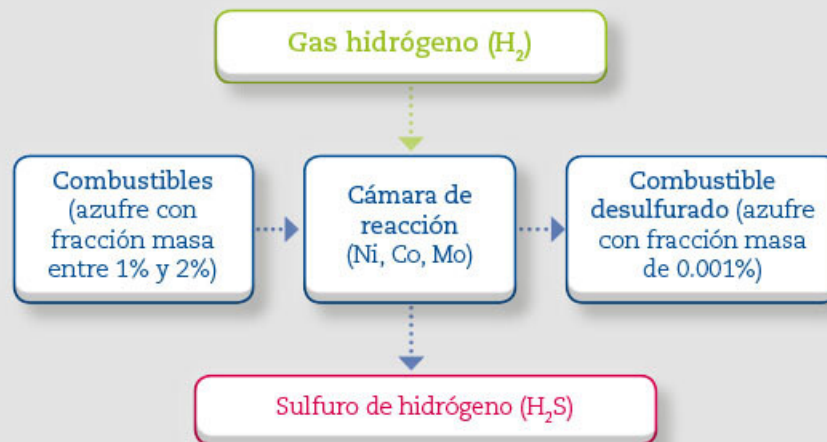 Gas hidrógeno (H₂)
Combustibles
(azufre con
fracción masa
entre 1% y 2%)
Cámara de
reacción
(Ni, Co, Mo)
Combustible
desulfurado (azufre
con fracción masa
de 0.001%)
Sulfuro de hidrógeno (H₂S)